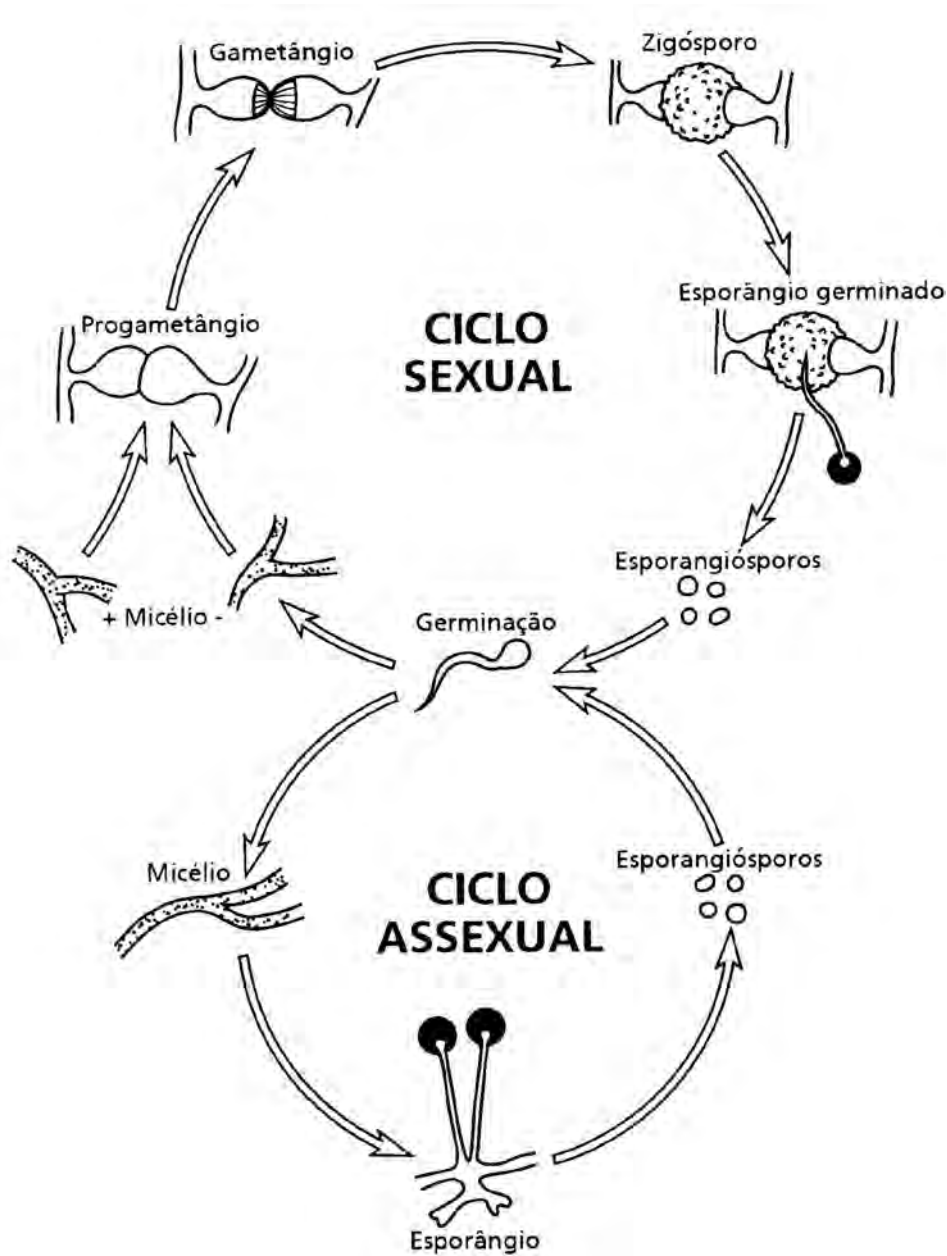 Gametângio
Zigósporo
Esporângio germinado
Progametângio
CICLO
SEXUAL
Esporangiósporos
+ Micélio -
Germinação
Micélio
Esporangiósporos
CICLO
ASSEXUAL
Esporângio